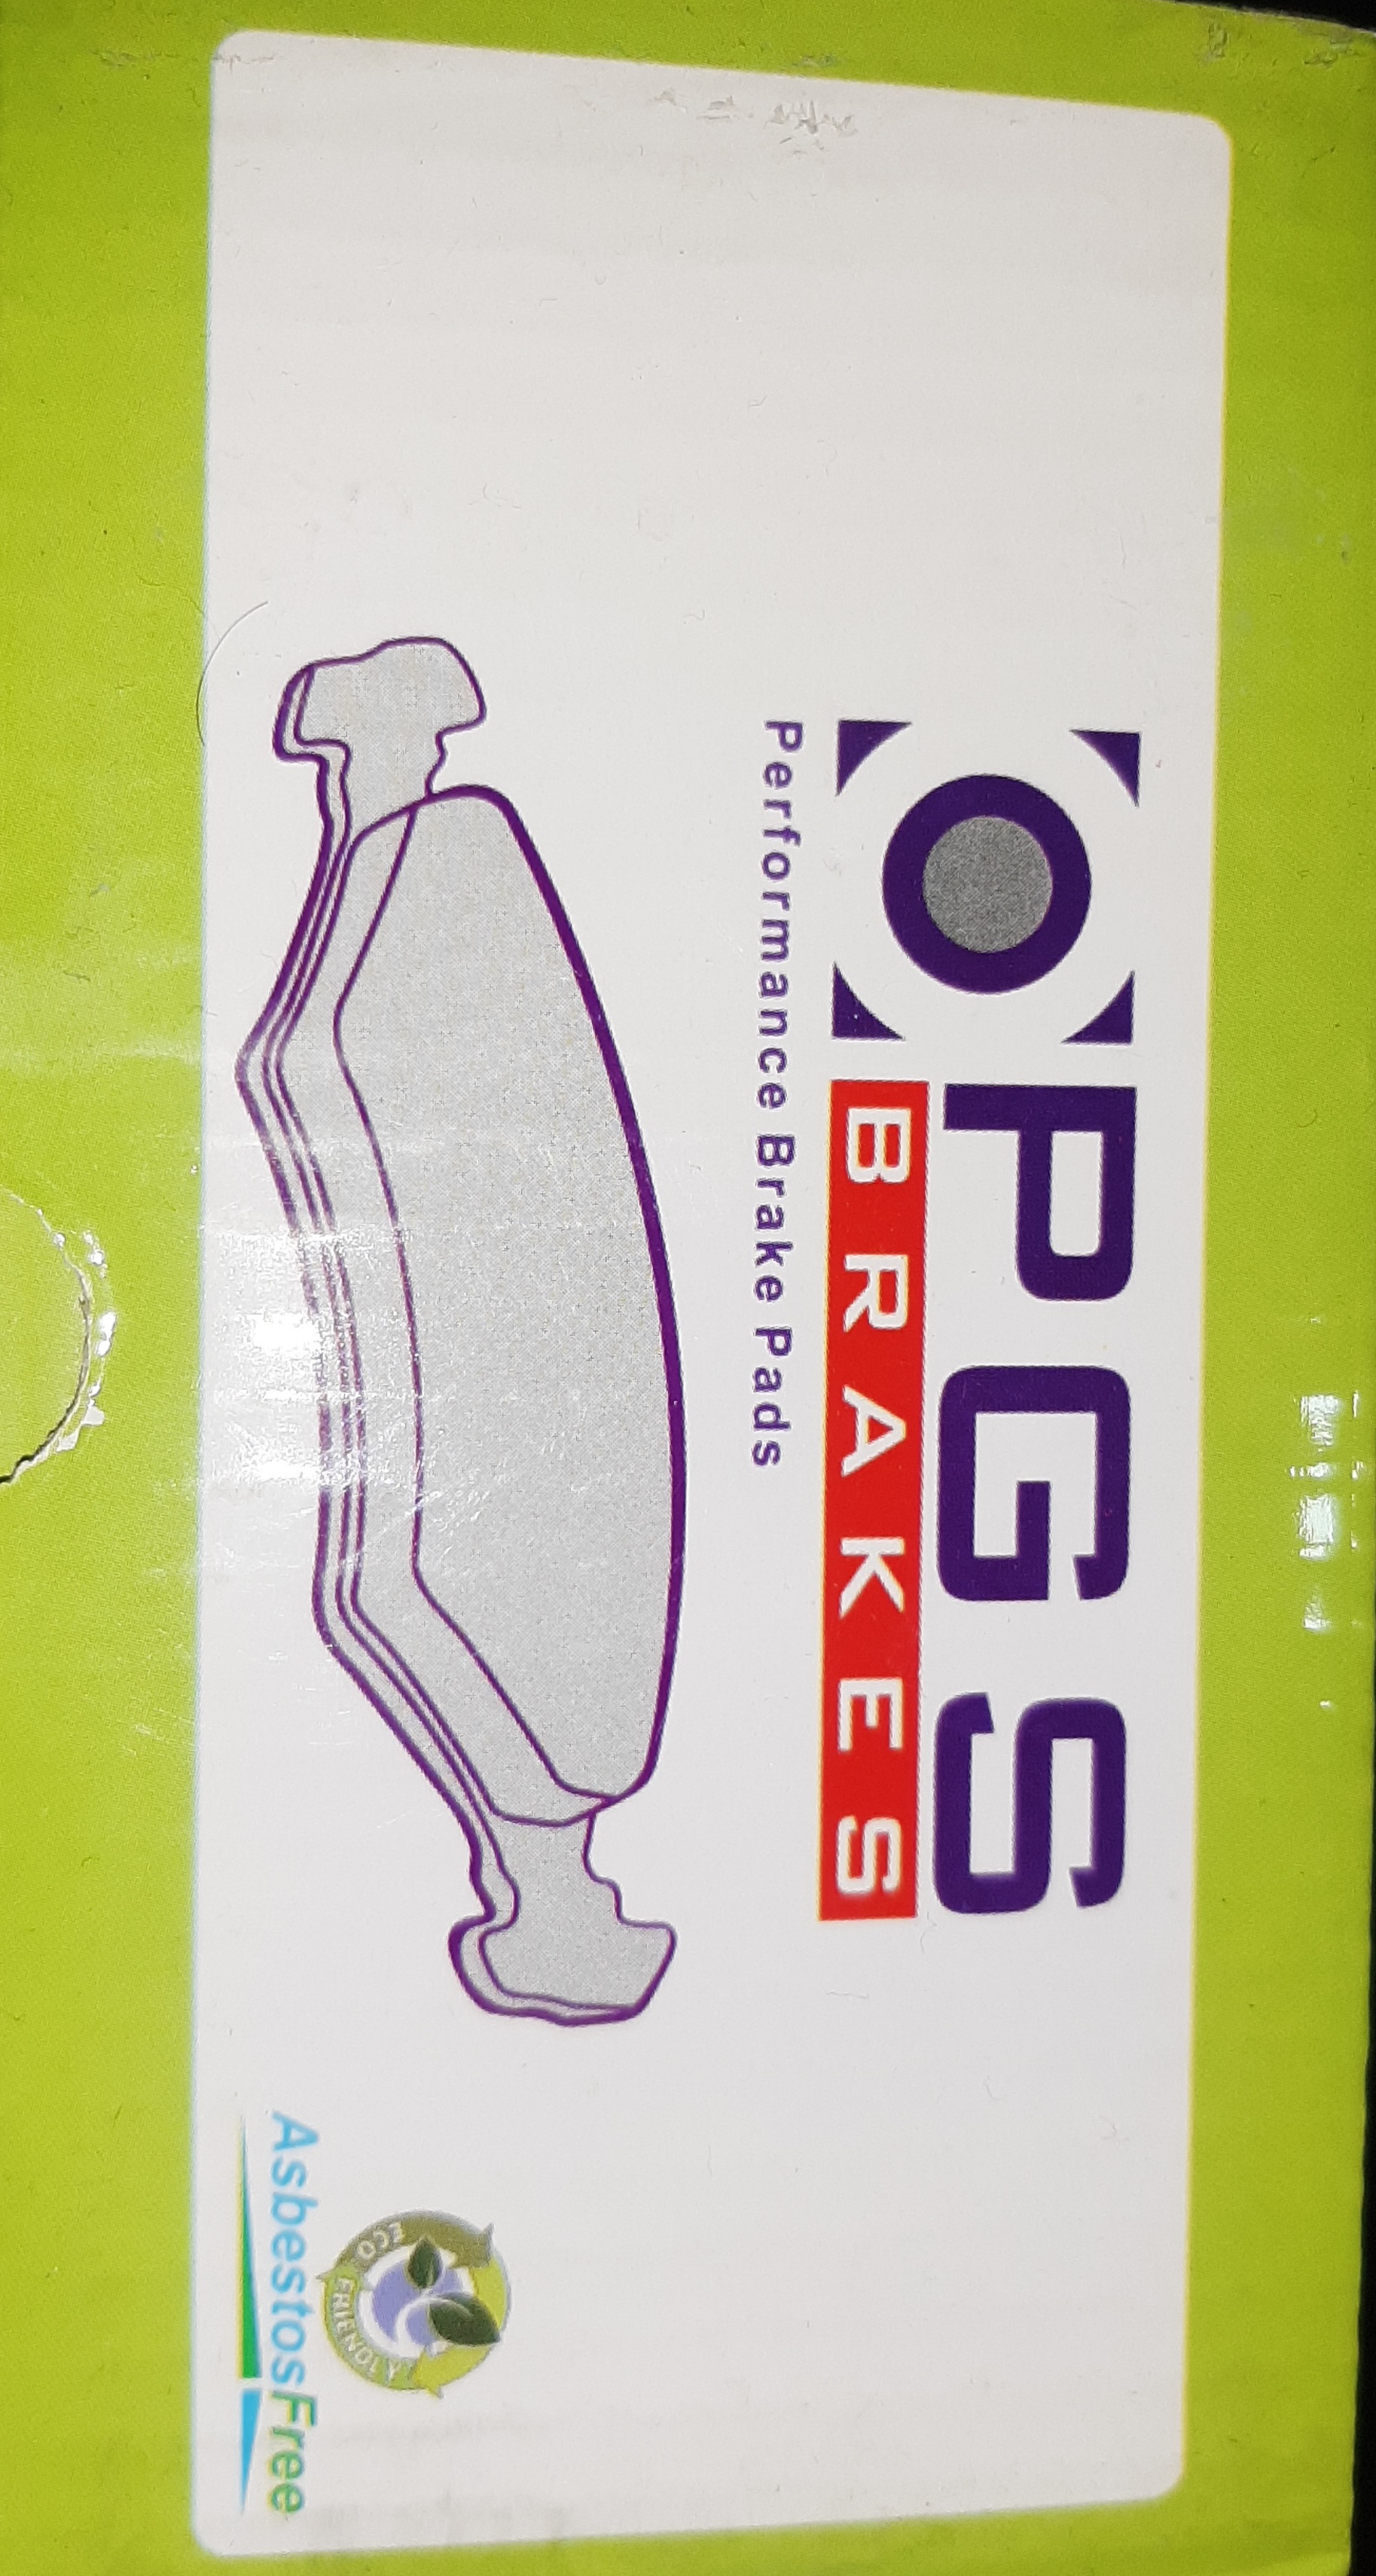 PGS
BRAKES
Performance Brake Pads
ECO FRIENDLY
AsbestosFree